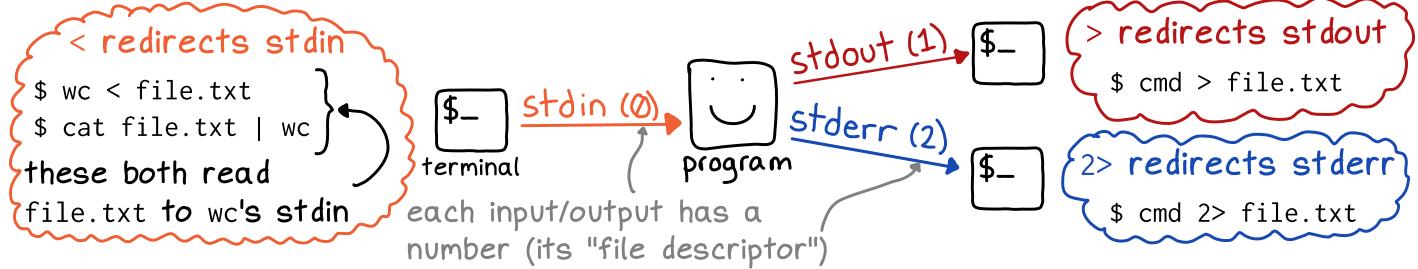 < redirects stdin
$ wc < file.txt
$ cat file.txt | wc
these both read
file.txt to wc's stdin
$_
terminal
stdin (0)
program
stdout (1)
stderr (2)
each input/output has a
number (its "file descriptor")
$_
$_
> redirects stdout
$ cmd > file.txt
2> redirects stderr
$ cmd 2> file.txt